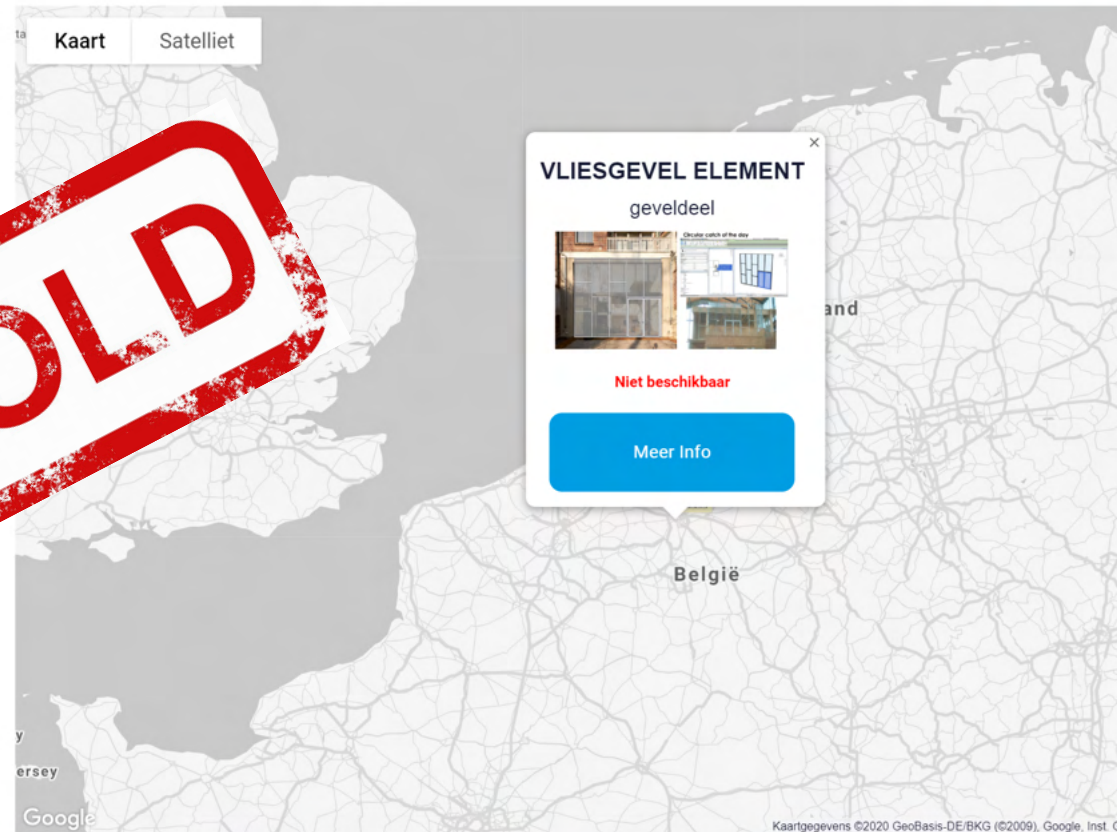 Kaart Satelliet
OLD
VLIESGEVEL ELEMENT
geveldeel
Circular catch of the day
and
Niet beschikbaar
Meer Info
België
y
ersey
Google
Kaartgegevens ©2020 GeoBasis-DE/BKG (©2009), Google, Inst.